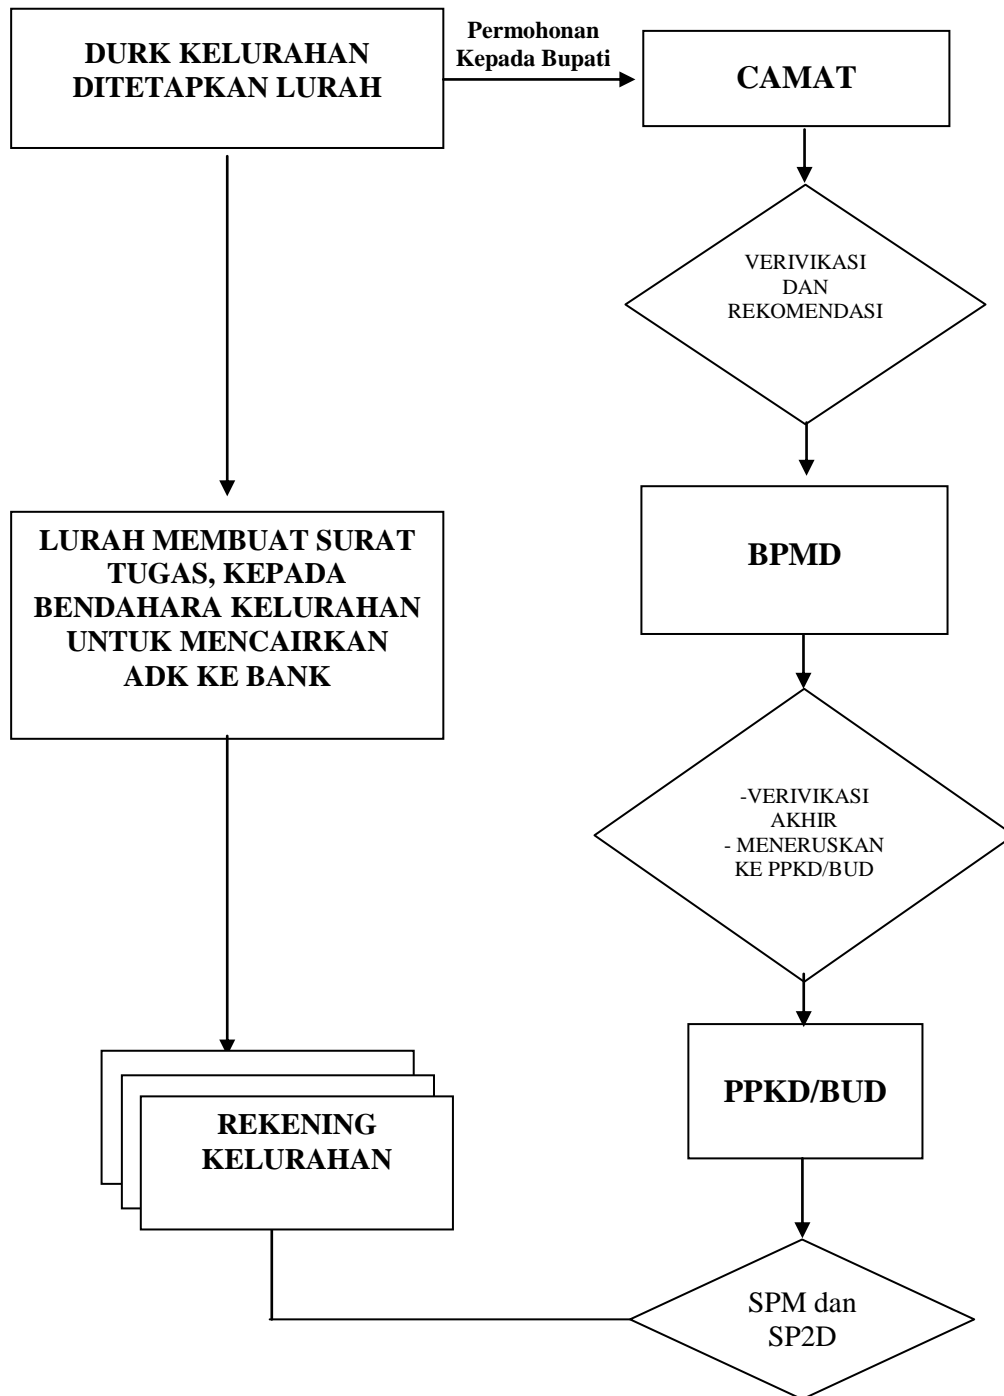 DURK KELURAHAN
DITETAPKAN LURAH
Permohonan
Kepada Bupati
CAMAT
VERIVIKASI
DAN
REKOMENDASI
LURAH MEMBUAT SURAT
TUGAS, KEPADA
BENDAHARA KELURAHAN
UNTUK MENCAIRKAN
ADK KE BANK
BPMD
-VERIVIKASI
AKHIR
- MENERUSKAN
KE PPKD/BUD
REKENING
KELURAHAN
PPKD/BUD
SPM dan
SP2D